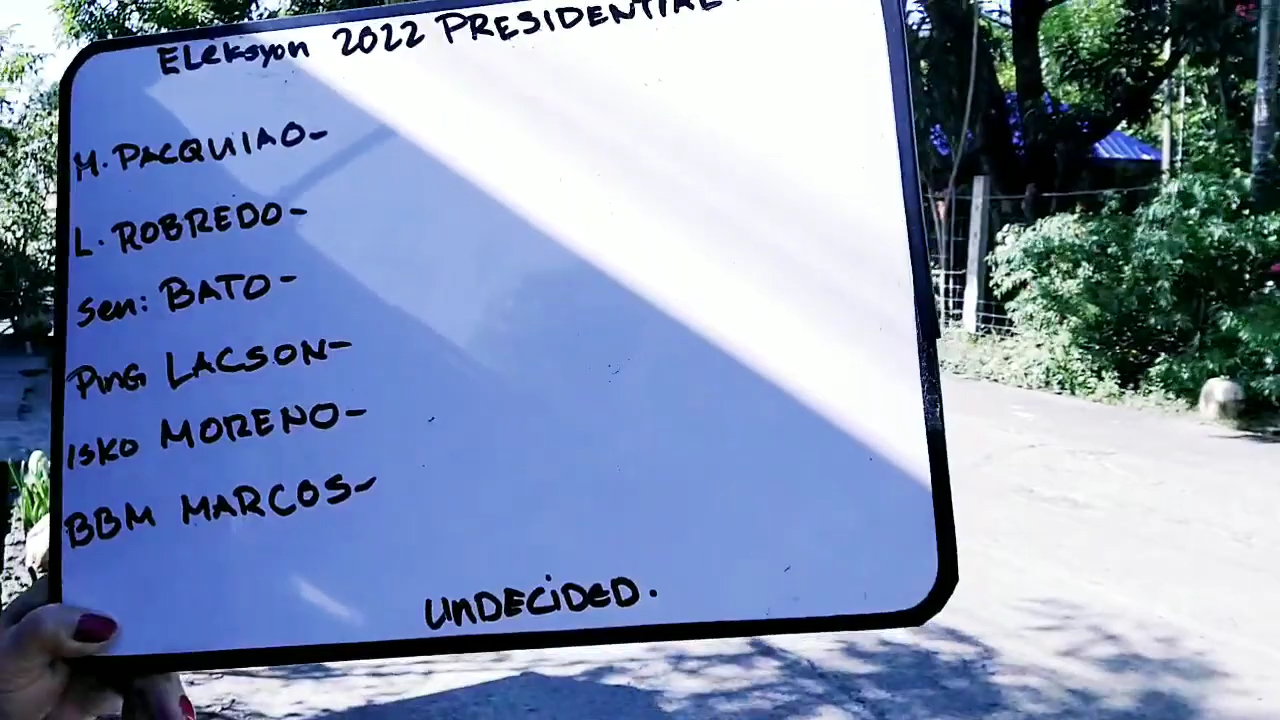 ELeksyon 2022 PRESIDENTIAL
M. PACQUIAO-
L. ROBREDO-
Sen: BATO-
PinG LACSON-
Isko MORENO-
BBM MARCOS-
UnDECiDED.